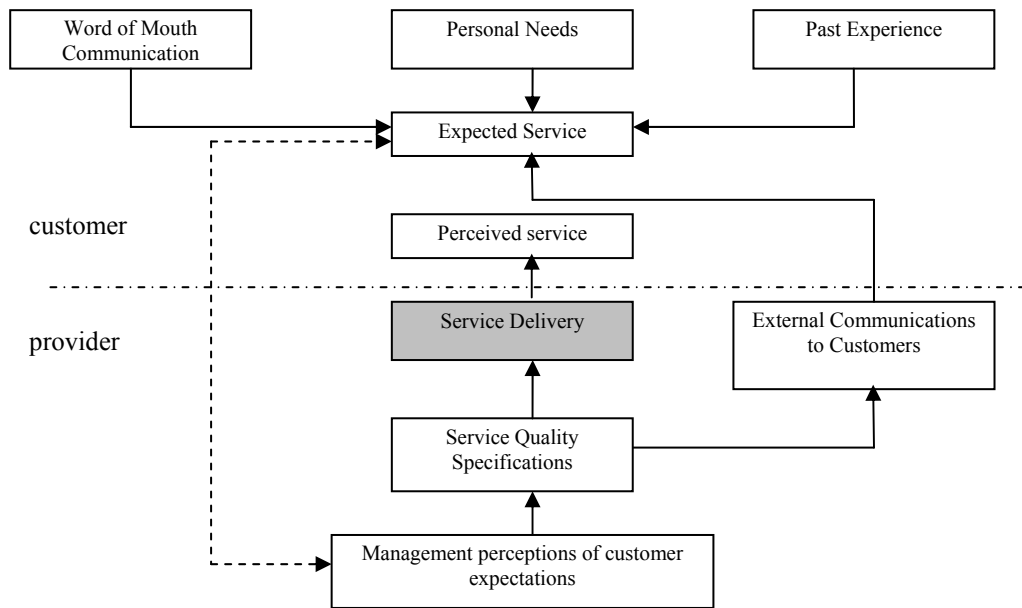 Word of Mouth
Communication
Personal Needs
Past Experience
Expected Service
customer
Perceived service
provider
Service Delivery
External Communications
to Customers
Service Quality
Specifications
Management perceptions of customer
expectations